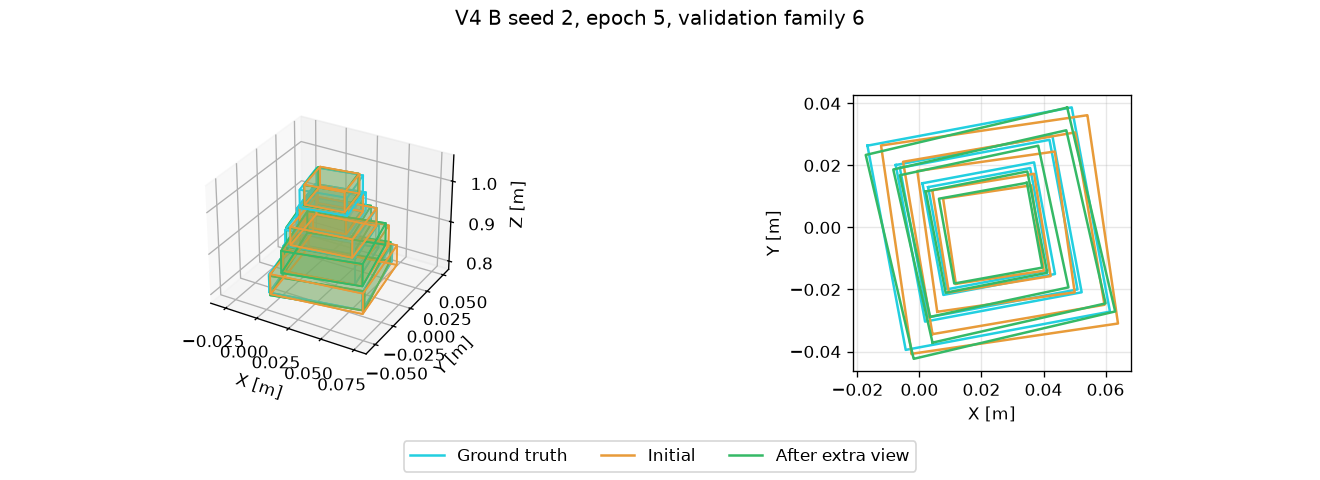 V4 B seed 2, epoch 5, validation family 6
1.0
0.9
0.8
Z [m]
0.050
0.025
0.000
−0.025
−0.050
Y [m]
−0.025
0.000
0.025
0.050
0.075
X [m]
0.04
0.02
0.00
−0.02
−0.04
Y [m]
−0.02 0.00 0.02 0.04 0.06
X [m]
Ground truth Initial After extra view